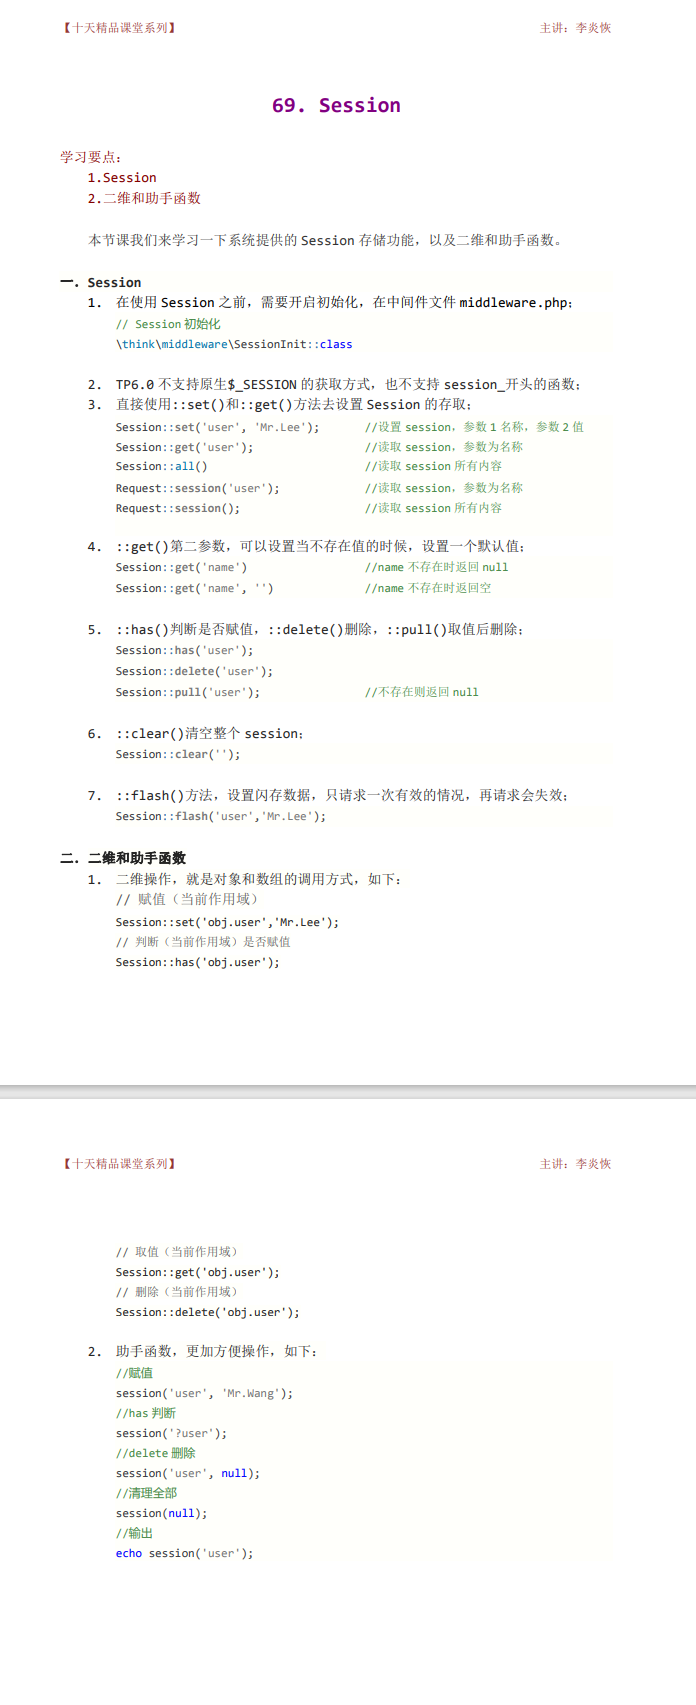 【十天精品课堂系列】 主讲：李炎恢
69. Session
学习要点：
1.Session
2.二维和助手函数
本节课我们来学习一下系统提供的 Session 存储功能，以及二维和助手函数。
一．Session
1. 在使用 Session 之前，需要开启初始化，在中间件文件 middleware.php；
// Session 初始化
\think\middleware\SessionInit::class
2. TP6.0 不支持原生$_SESSION 的获取方式，也不支持 session_开头的函数；
3. 直接使用::set()和::get()方法去设置 Session 的存取；
Session::set('user', 'Mr.Lee'); //设置 session，参数 1 名称，参数 2 值
Session::get('user'); //读取 session，参数为名称
Session::all() //读取 session 所有内容
Request::session('user'); //读取 session，参数为名称
Request::session(); //读取 session 所有内容
4. ::get()第二参数，可以设置当不存在值的时候，设置一个默认值；
Session::get('name') //name 不存在时返回 null
Session::get('name', '') //name 不存在时返回空
5. ::has()判断是否赋值，::delete()删除，::pull()取值后删除；
Session::has('user');
Session::delete('user');
Session::pull('user'); //不存在则返回 null
6. ::clear()清空整个 session；
Session::clear('');
7. ::flash()方法，设置闪存数据，只请求一次有效的情况，再请求会失效；
Session::flash('user','Mr.Lee');
二．二维和助手函数
1. 二维操作，就是对象和数组的调用方式，如下：
// 赋值（当前作用域）
Session::set('obj.user','Mr.Lee');
// 判断（当前作用域）是否赋值
Session::has('obj.user');
【十天精品课堂系列】 主讲：李炎恢
// 取值（当前作用域）
Session::get('obj.user');
// 删除（当前作用域）
Session::delete('obj.user');
2. 助手函数，更加方便操作，如下：
//赋值
session('user', 'Mr.Wang');
//has 判断
session('?user');
//delete 删除
session('user', null);
//清理全部
session(null);
//输出
echo session('user');